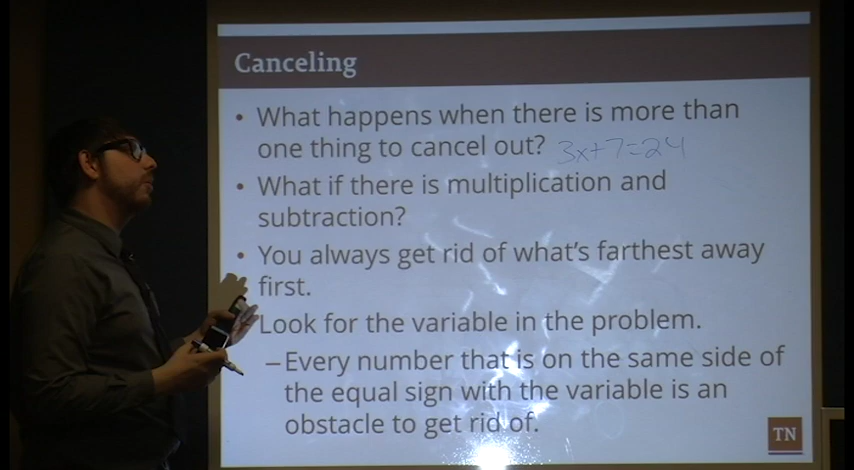 Canceling
• What happens when there is more than
one thing to cancel out? 3x+7=24
• What if there is multiplication and
subtraction?
• You always get rid of what's farthest away
first.
Look for the variable in the problem.
– Every number that is on the same side of
the equal sign with the variable is an
obstacle to get rid of.
TN